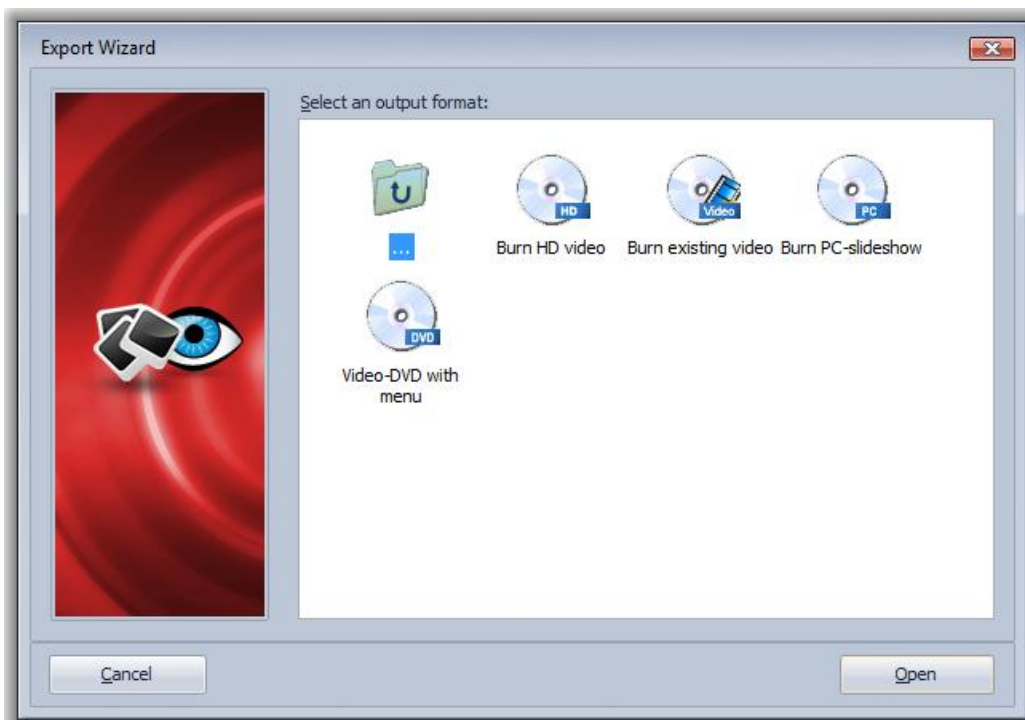 Export Wizard
Select an output format:
HD
Video
PC
...
Burn HD video
Burn existing video
Burn PC-slideshow
DVD
Video-DVD with
menu
Cancel
Open